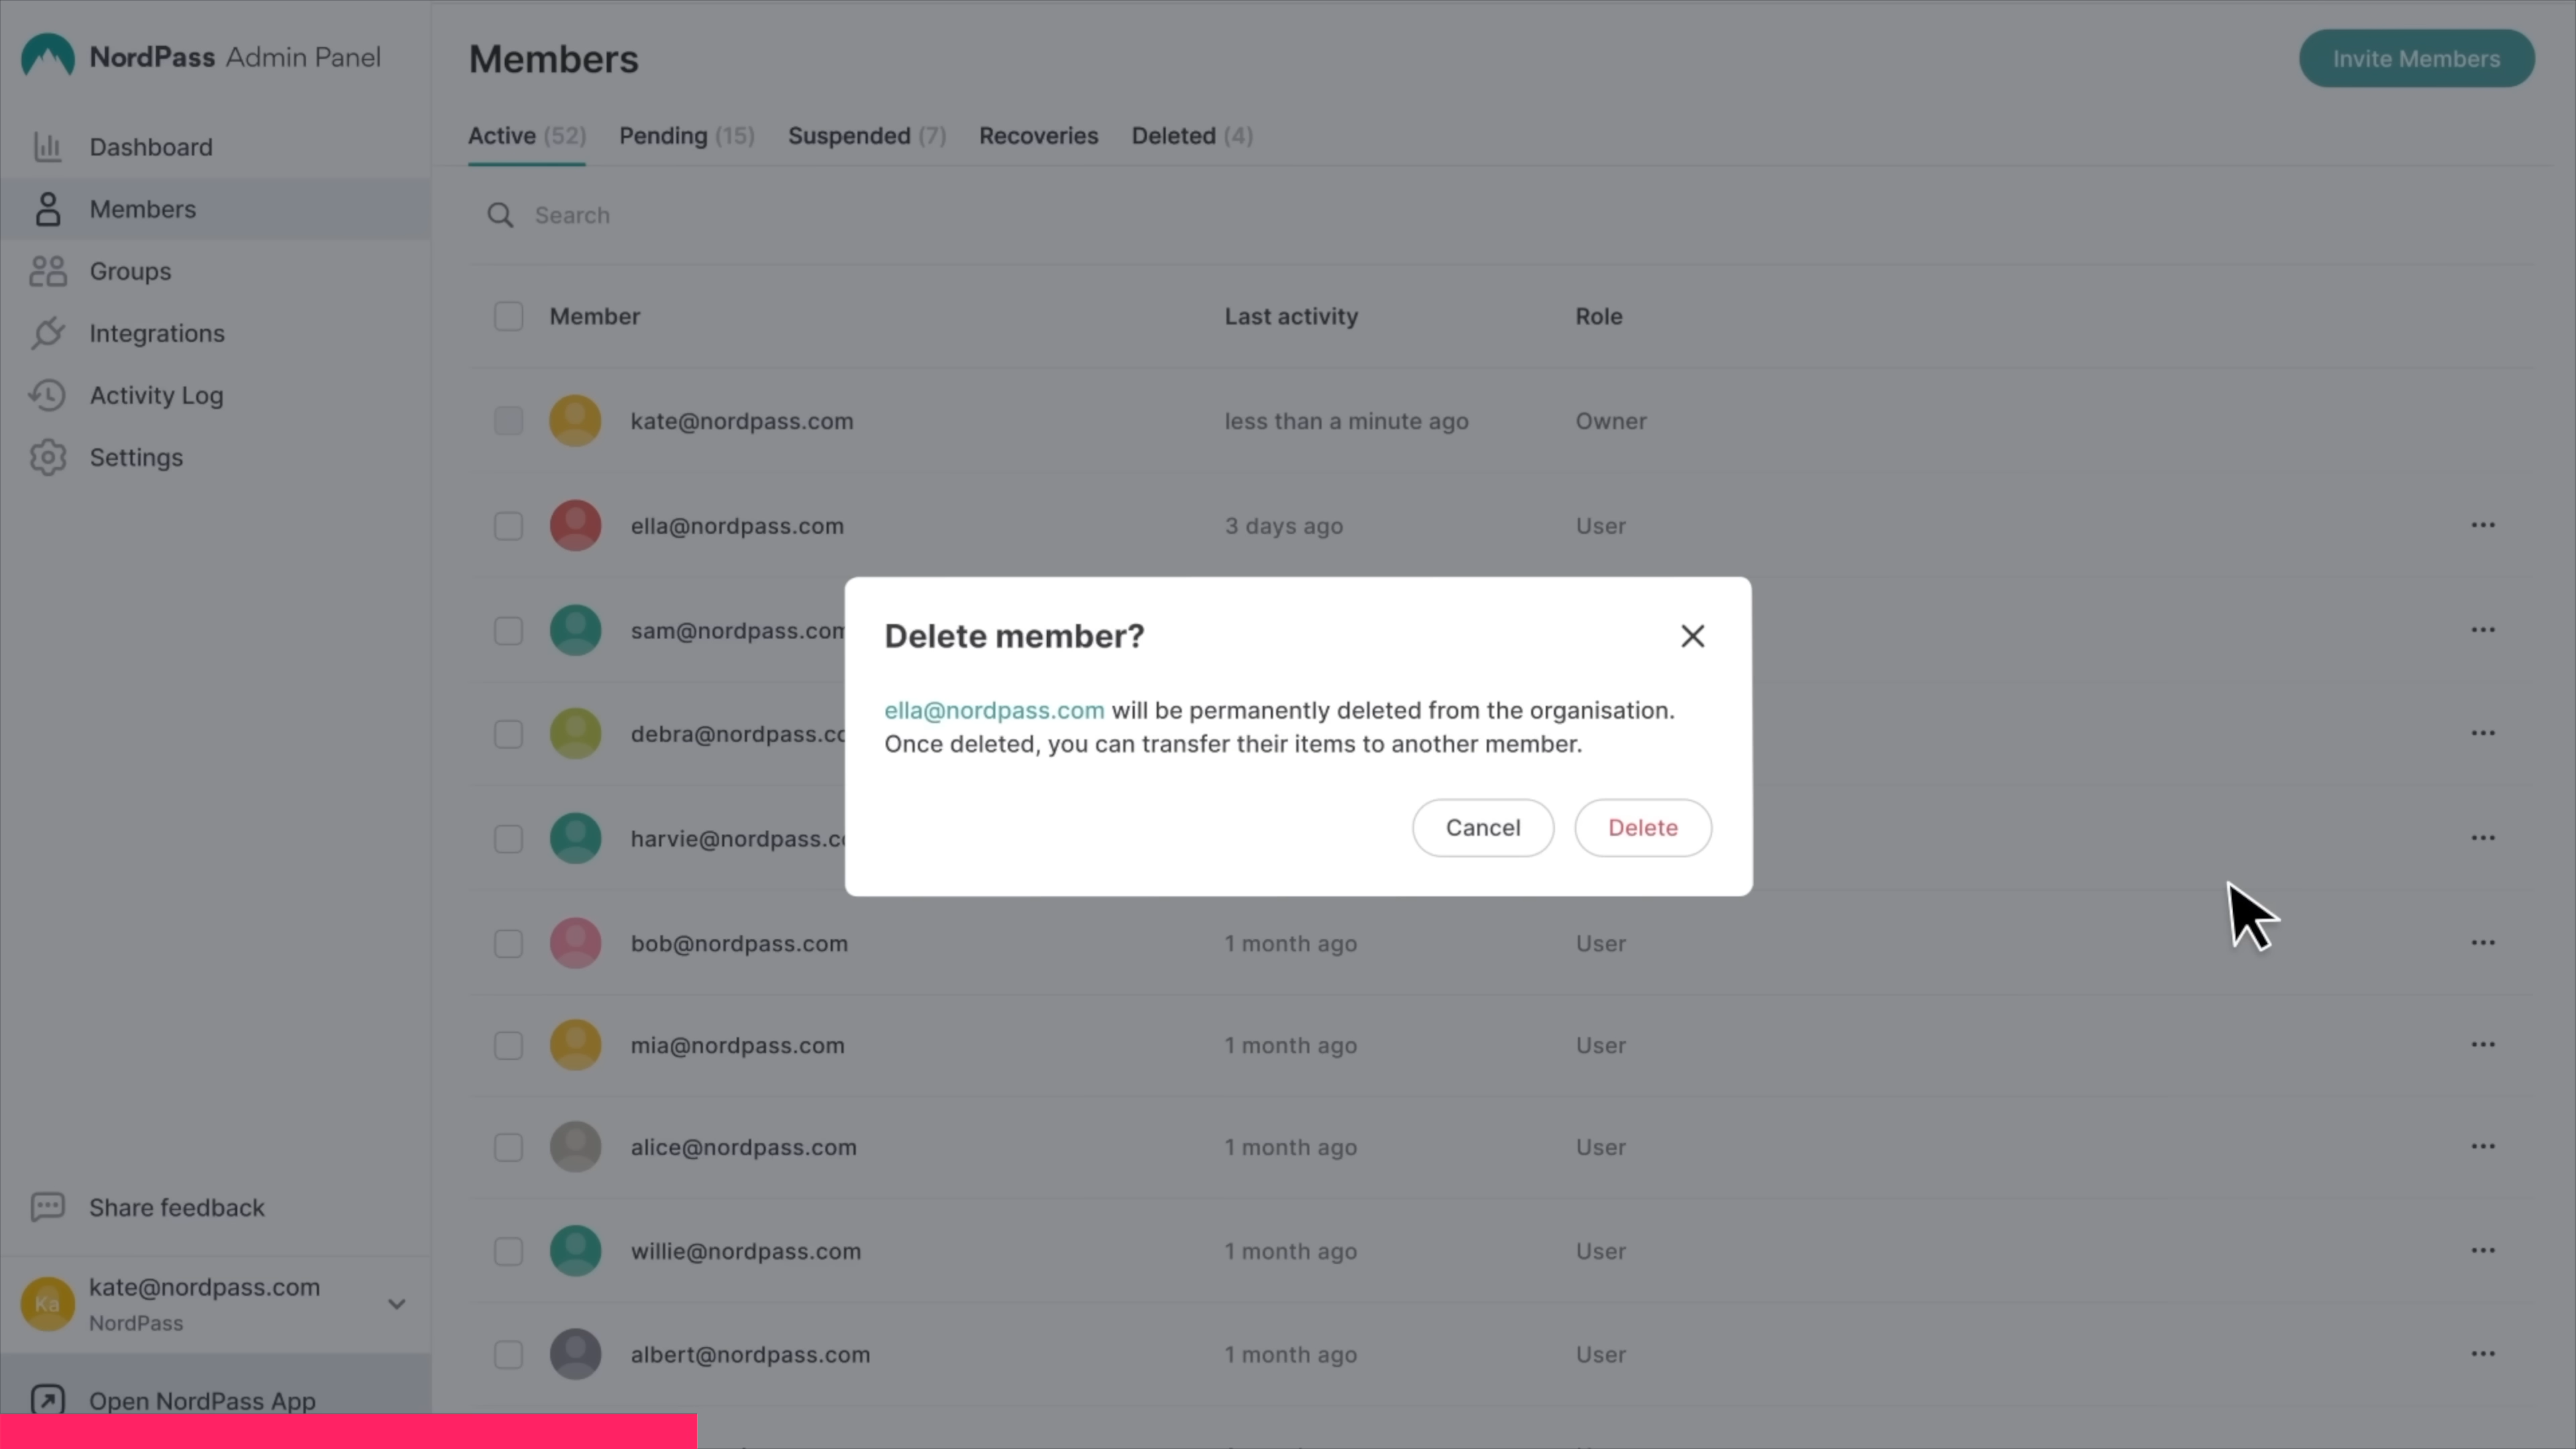 NordPass Admin Panel
Dashboard
Members
Groups
Integrations
Activity Log
Settings
Share feedback
kate@nordpass.com
NordPass
Open NordPass App
Members
Invite Members
Active (52) Pending (15) Suspended (7) Recoveries Deleted (4)
Search
Member Last activity Role
kate@nordpass.com less than a minute ago Owner
ella@nordpass.com 3 days ago User
sam@nordpass.com
debra@nordpass.co
harvie@nordpass.c
bob@nordpass.com 1 month ago User
mia@nordpass.com 1 month ago User
alice@nordpass.com 1 month ago User
willie@nordpass.com 1 month ago User
albert@nordpass.com 1 month ago User
Delete member?
ella@nordpass.com will be permanently deleted from the organisation.
Once deleted, you can transfer their items to another member.
Cancel Delete
Ka